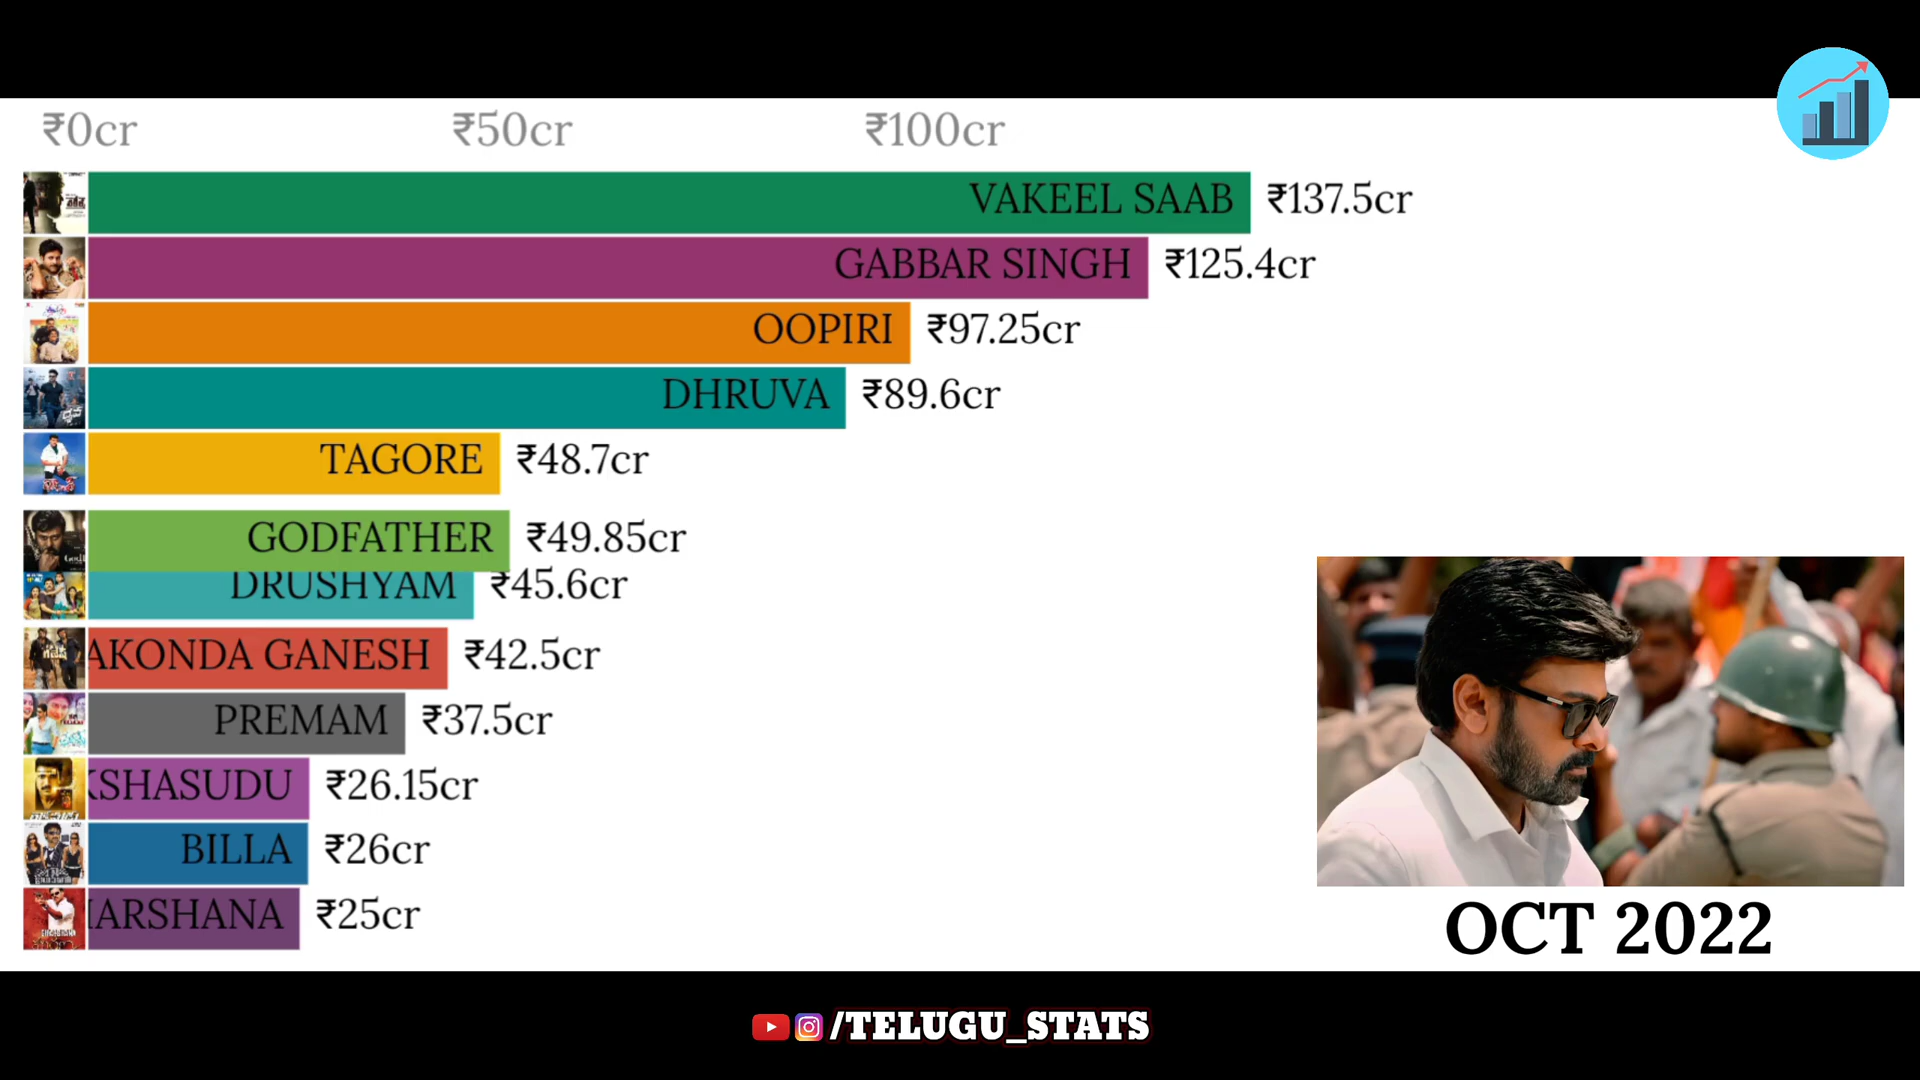 ₹0cr ₹50cr ₹100cr
VAKEEL SAAB ₹137.5cr
GABBAR SINGH ₹125.4cr
OOPIRI ₹97.25cr
DHRUVA ₹89.6cr
TAGORE ₹48.7cr
GODFATHER ₹49.85cr
DRUSHYAM ₹45.6cr
AKONDA GANESH ₹42.5cr
PREMAM ₹37.5cr
KSHASUDU ₹26.15cr
BILLA ₹26cr
HARSHANA ₹25cr
OCT 2022
/TELUGU_STATS